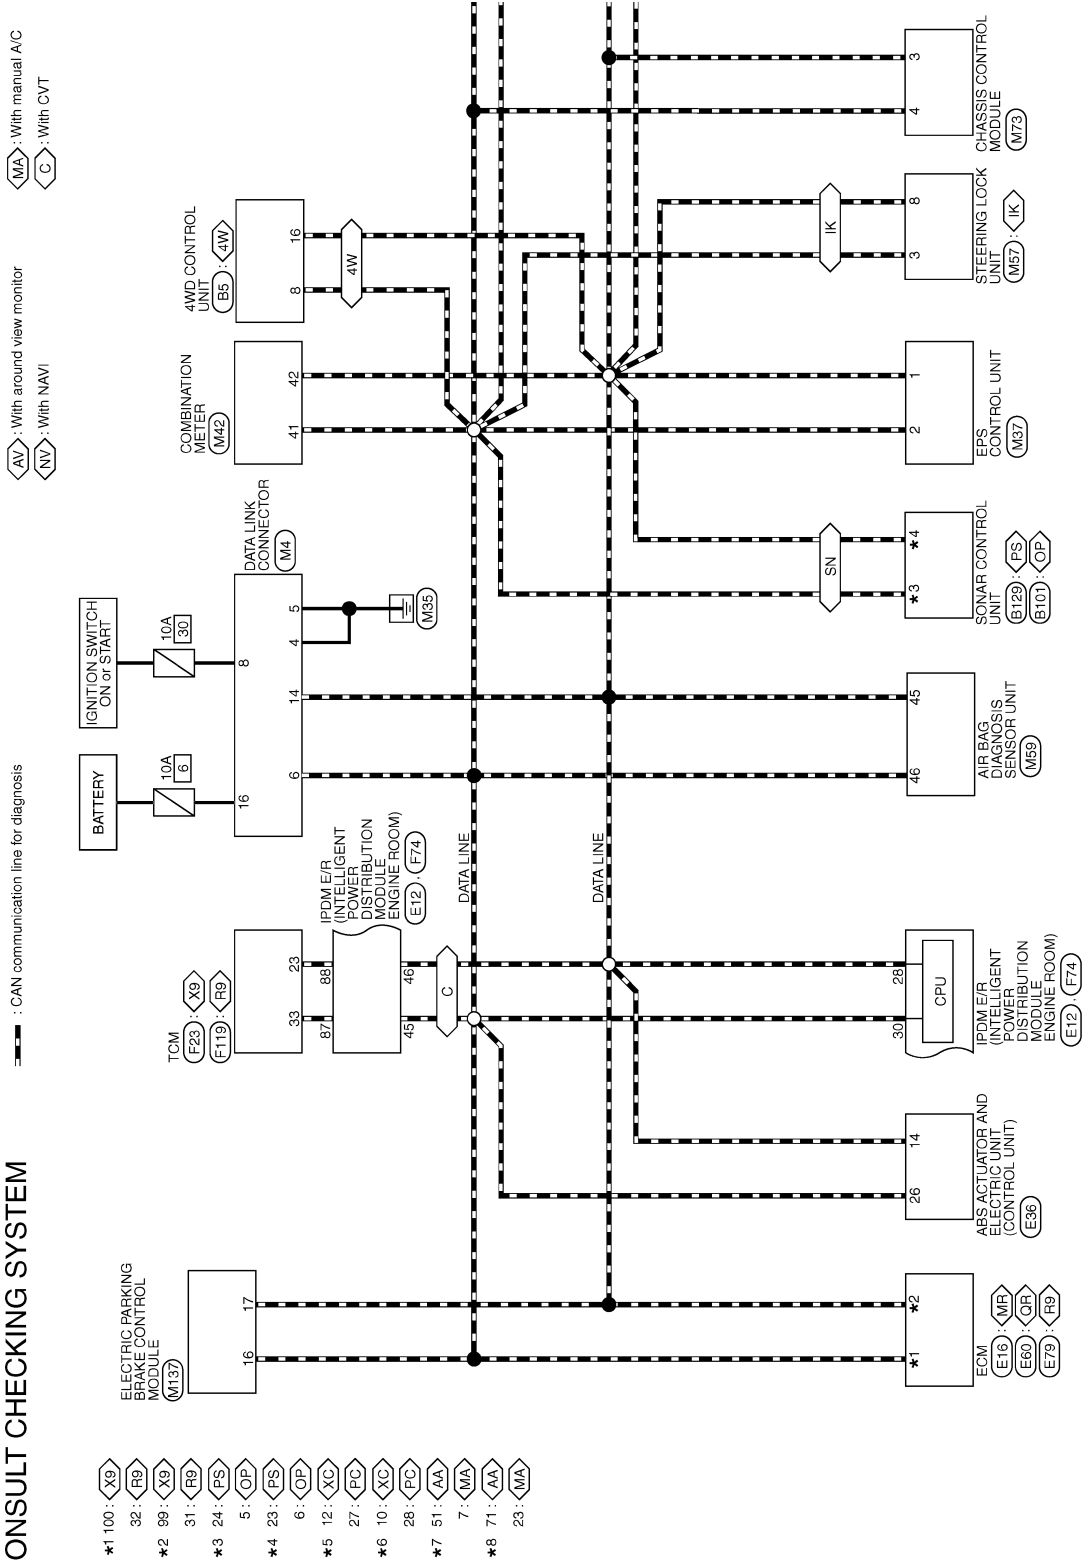 ONSULT CHECKING SYSTEM
: CAN communication line for diagnosis
AV : With around view monitor
NV : With NAVI
MA : With manual A/C
C : With CVT
BATTERY
10A
6
IGNITION SWITCH
ON or START
10A
30
16
8
DATA LINK
CONNECTOR
M4
6
14
4
5
M35
COMBINATION
METER
M42
41
42
4WD CONTROL
UNIT
B5 : 4W
8
16
4W
ELECTRIC PARKING
BRAKE CONTROL
MODULE
M137
16
17
TCM
F23 : X9
F119 : R9
33
23
87
88
IPDM E/R
(INTELLIGENT
POWER
DISTRIBUTION
MODULE
ENGINE ROOM)
E12 , F74
45
46
C
DATA LINE
DATA LINE
*1
*2
ECM
E16 : MR
E60 : QR
E79 : R9
26
14
ABS ACTUATOR AND
ELECTRIC UNIT
(CONTROL UNIT)
E36
30
28
CPU
IPDM E/R
(INTELLIGENT
POWER
DISTRIBUTION
MODULE
ENGINE ROOM)
E12 , F74
46
45
AIR BAG
DIAGNOSIS
SENSOR UNIT
M59
SN
*3
*4
SONAR CONTROL
UNIT
B129 : PS
B101 : OP
2
1
EPS
CONTROL UNIT
M37
IK
3
8
STEERING LOCK
UNIT
M57 : IK
4
3
CHASSIS CONTROL
MODULE
M73
*1 100 : X9
32 : R9
*2 99 : X9
31 : R9
*3 24 : PS
5 : OP
*4 23 : PS
6 : OP
*5 12 : XC
27 : PC
*6 10 : XC
28 : PC
*7 51 : AA
7 : MA
*8 71 : AA
23 : MA